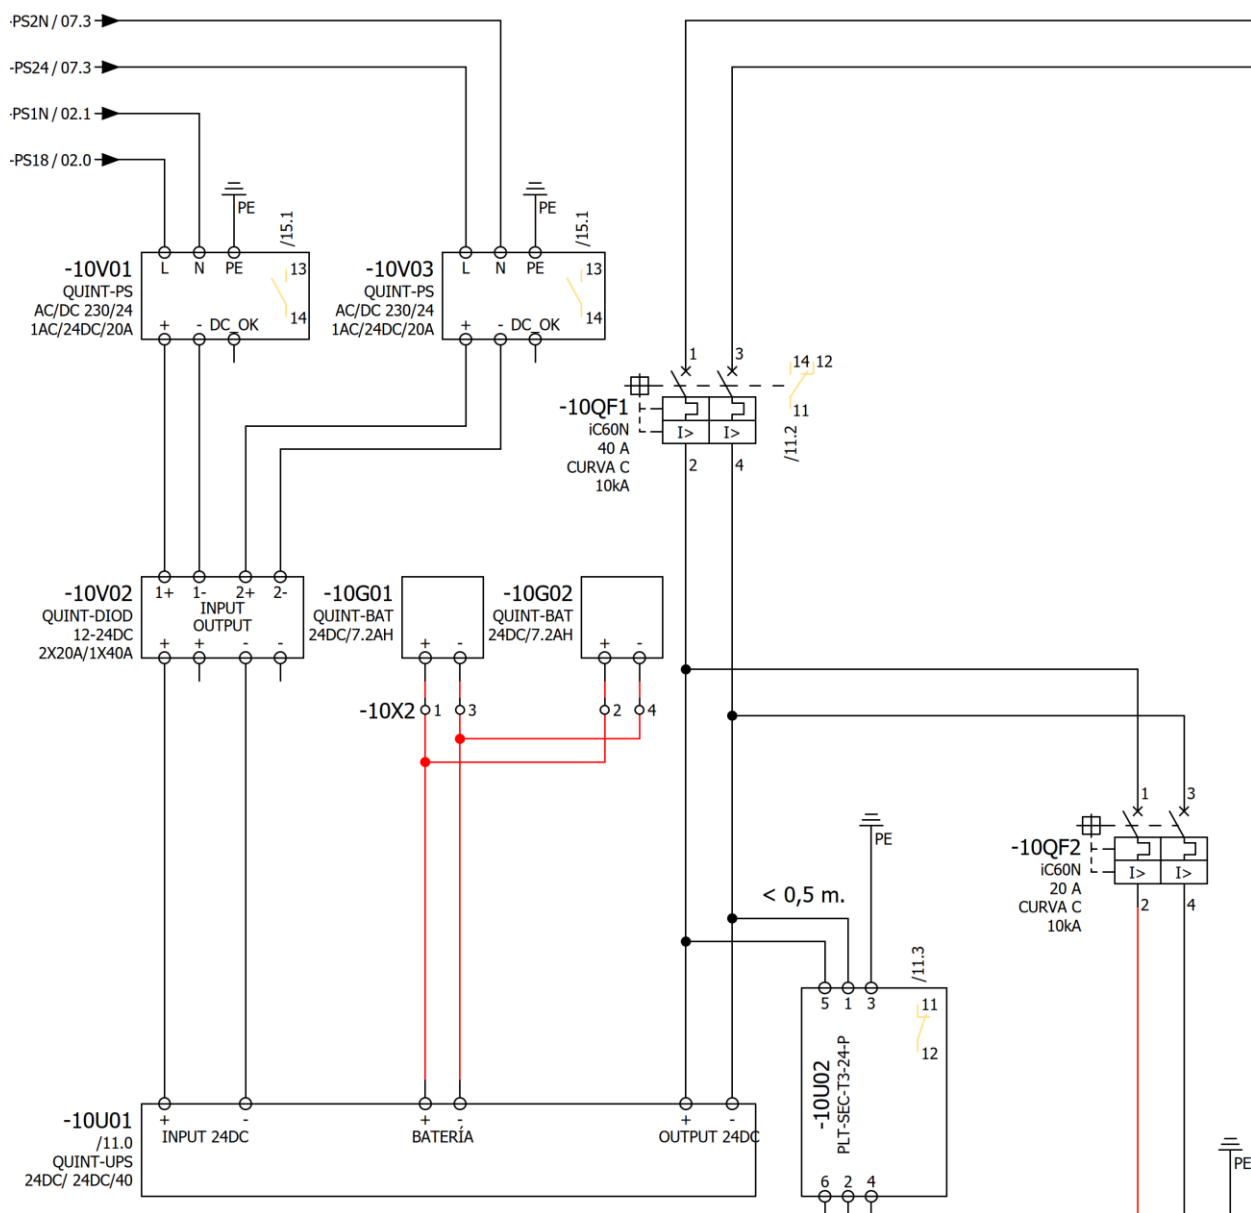 -PS2N / 07.3
-PS24 / 07.3
-PS1N / 02.1
-PS18 / 02.0
PE
/15.1
PE
/15.1
-10V01
QUINT-PS
AC/DC 230/24
1AC/24DC/20A
L N PE
13
14
+ - DC_OK
-10V03
QUINT-PS
AC/DC 230/24
1AC/24DC/20A
L N PE
13
14
+ - DC_OK
1 3
14 12
11
/11.2
-10QF1
iC60N
40 A
CURVA C
10kA
I> I>
2 4
-10V02
QUINT-DIOD
12-24DC
2X20A/1X40A
1+ 1- 2+ 2-
INPUT
OUTPUT
+ + - -
-10G01
QUINT-BAT
24DC/7.2AH
+ -
-10G02
QUINT-BAT
24DC/7.2AH
+ -
-10X2 1 3 2 4
1 3
-10QF2
iC60N
20 A
CURVA C
10kA
I> I>
2 4
PE
< 0,5 m.
/11.3
5 1 3
11
12
-10U02
PLT-SEC-T3-24-P
6 2 4
-10U01
/11.0
QUINT-UPS
24DC/ 24DC/40
+ -
INPUT 24DC
+ -
BATERÍA
+ -
OUTPUT 24DC
PE